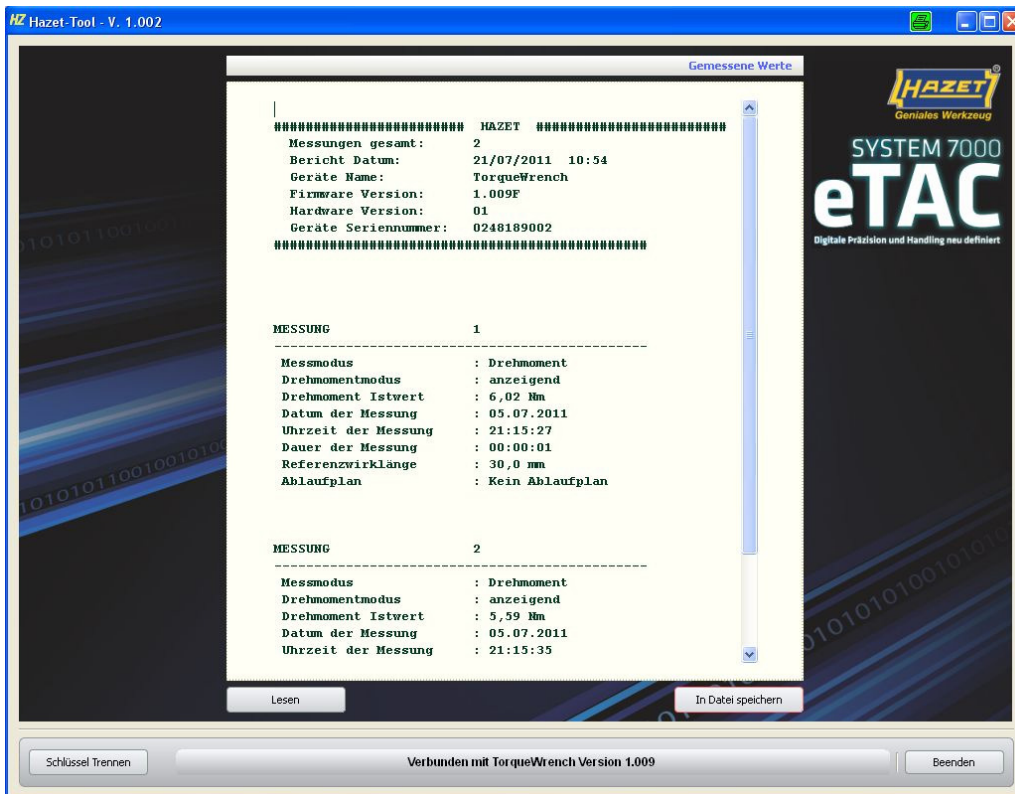 HZ Hazet-Tool - V. 1.002
Gemessene Werte
HAZET
Geniales Werkzeug
SYSTEM 7000
eTAC
Digitale Präzision und Handling neu definiert
######################## HAZET ########################
Messungen gesamt: 2
Bericht Datum: 21/07/2011 10:54
Geräte Name: TorqueWrench
Firmware Version: 1.009F
Hardware Version: 01
Geräte Seriennummer: 0248189002
###############################################
MESSUNG 1
-----------------------------------------------
Messmodus : Drehmoment
Drehmomentmodus : anzeigend
Drehmoment Istwert : 6,02 Nm
Datum der Messung : 05.07.2011
Uhrzeit der Messung : 21:15:27
Dauer der Messung : 00:00:01
Referenzwirklänge : 30,0 mm
Ablaufplan : Kein Ablaufplan
MESSUNG 2
-----------------------------------------------
Messmodus : Drehmoment
Drehmomentmodus : anzeigend
Drehmoment Istwert : 5,59 Nm
Datum der Messung : 05.07.2011
Uhrzeit der Messung : 21:15:35
Lesen
In Datei speichern
Schlüssel Trennen
Verbunden mit TorqueWrench Version 1.009
Beenden